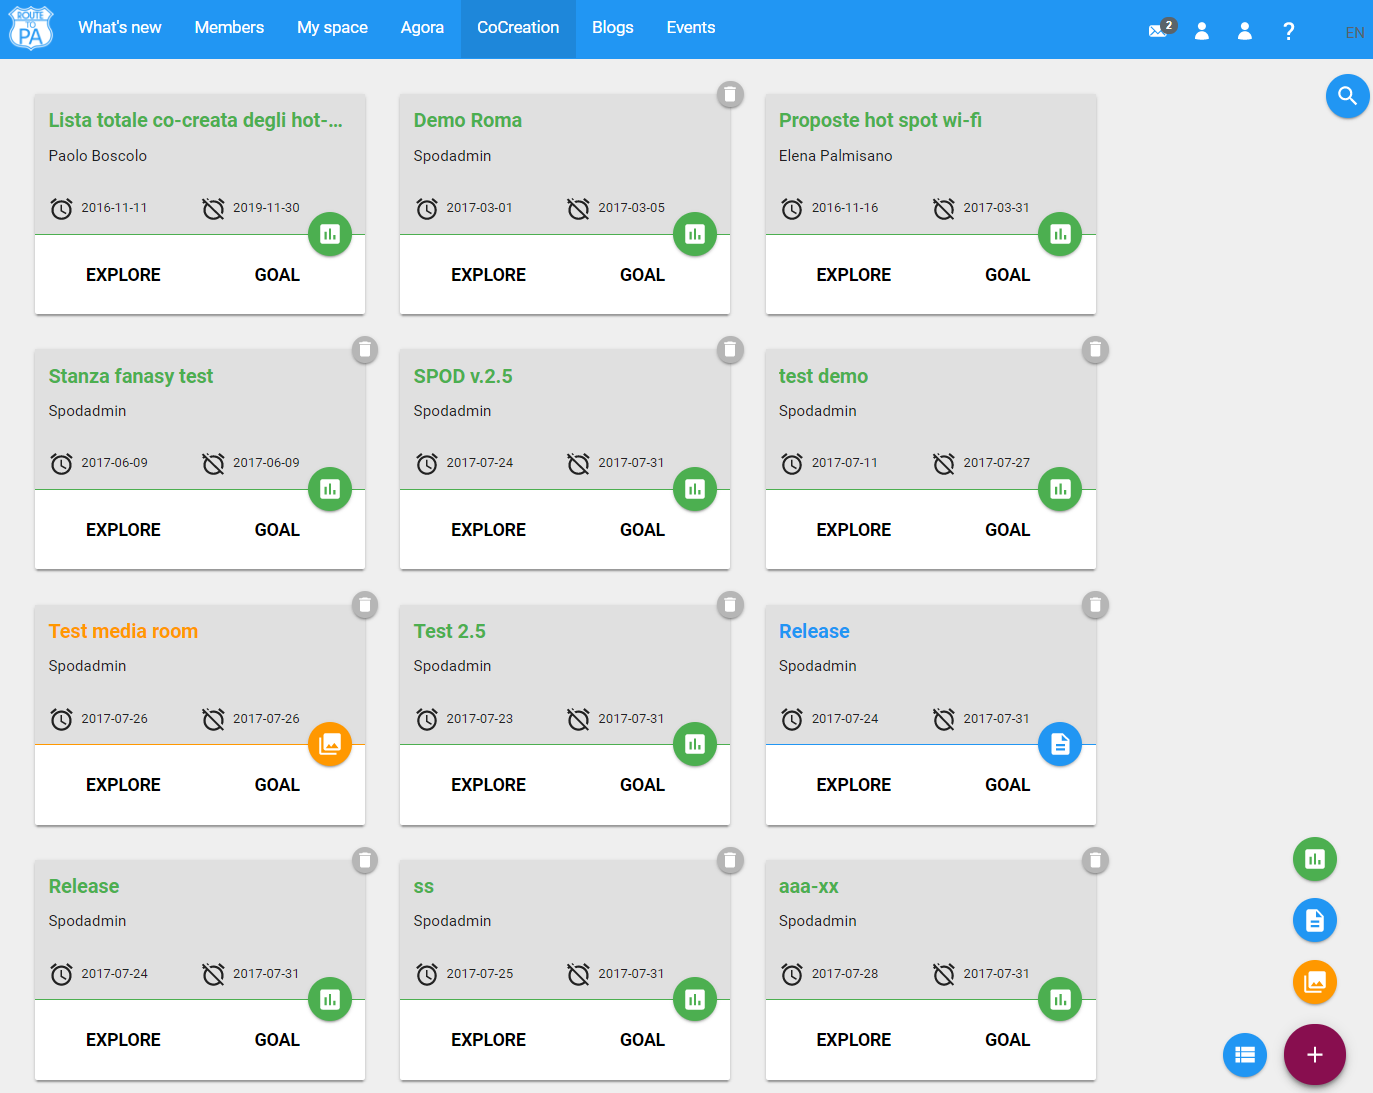 ROUTE TO PA
What's new Members My space Agora CoCreation Blogs Events 2 ? EN
Lista totale co-creata degli hot-... Demo Roma Proposte hot spot wi-fi
Paolo Boscolo Spodadmin Elena Palmisano
2016-11-11 2019-11-30 2017-03-01 2017-03-05 2016-11-16 2017-03-31
EXPLORE GOAL EXPLORE GOAL EXPLORE GOAL
Stanza fanasy test SPOD v.2.5 test demo
Spodadmin Spodadmin Spodadmin
2017-06-09 2017-06-09 2017-07-24 2017-07-31 2017-07-11 2017-07-27
EXPLORE GOAL EXPLORE GOAL EXPLORE GOAL
Test media room Test 2.5 Release
Spodadmin Spodadmin Spodadmin
2017-07-26 2017-07-26 2017-07-23 2017-07-31 2017-07-24 2017-07-31
EXPLORE GOAL EXPLORE GOAL EXPLORE GOAL
Release ss aaa-xx
Spodadmin Spodadmin Spodadmin
2017-07-24 2017-07-31 2017-07-25 2017-07-31 2017-07-28 2017-07-31
EXPLORE GOAL EXPLORE GOAL EXPLORE GOAL